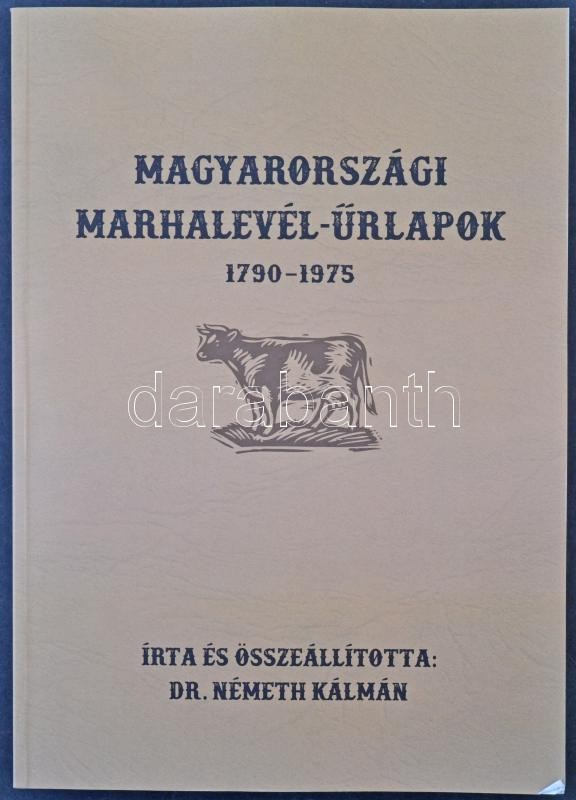 MAGYARORSZÁGI
MARHALEVÉL-ŰRLAPOK
1790–1975
darabanth
ÍRTA ÉS ÖSSZEÁLLÍTOTTA:
DR. NÉMETH KÁLMÁN